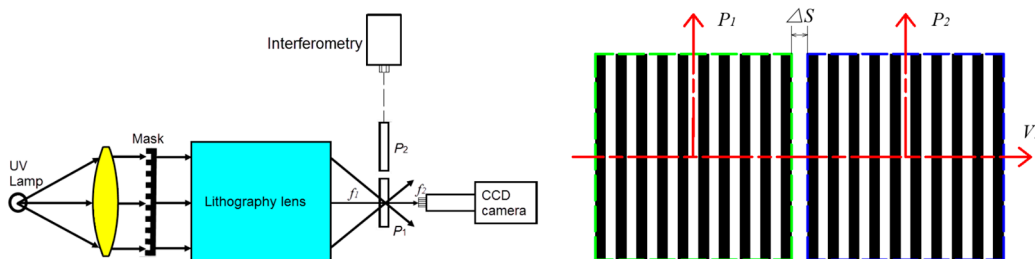 Interferometry
Mask
UV
Lamp
Lithography lens
f1
f2
P2
P1
CCD
camera
P1
△S
P2
V